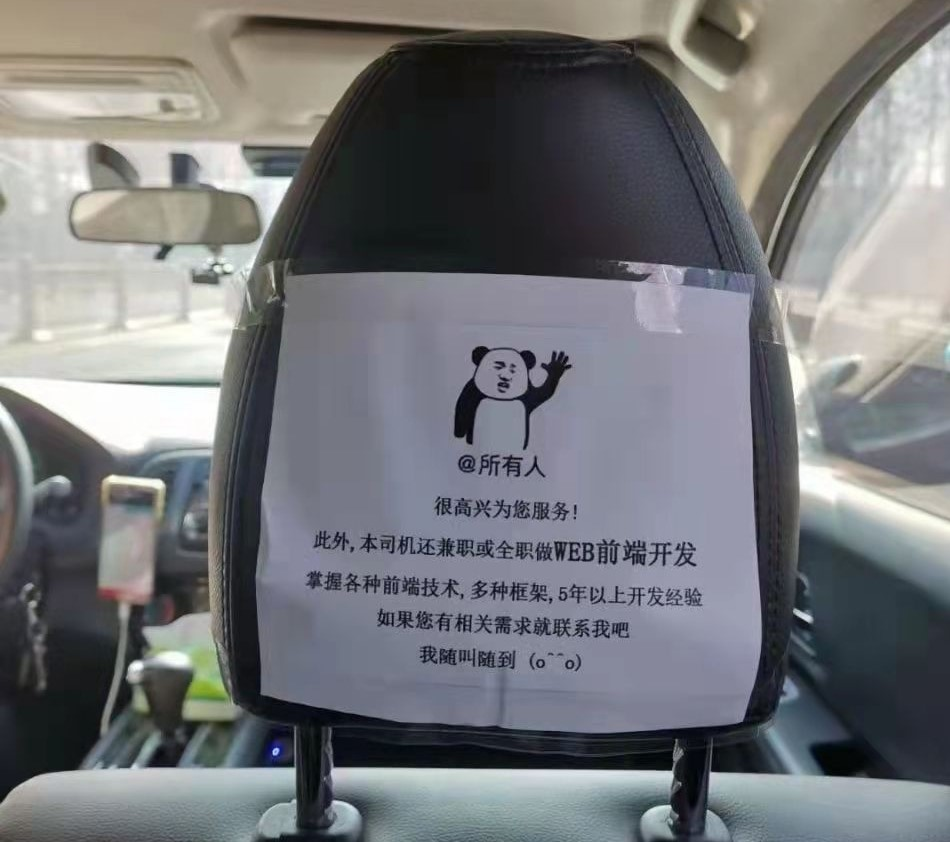 @所有人
很高兴为您服务!
此外,本司机还兼职或全职做WEB前端开发
掌握各种前端技术,多种框架,5年以上开发经验
如果您有相关需求就联系我吧
我随叫随到 (o^^o)